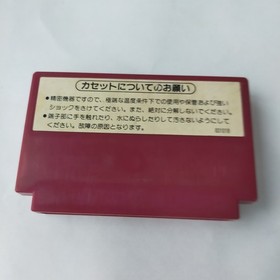 カセットについてのお願い
●精密機器ですので、極端な温度条件下での使用や保管および強い
ショックをさけてください。また、絶対に分解しないでください。
●端子部に手を触れたり、水にぬらしたりして汚さないようにして
ください。故障の原因となります。